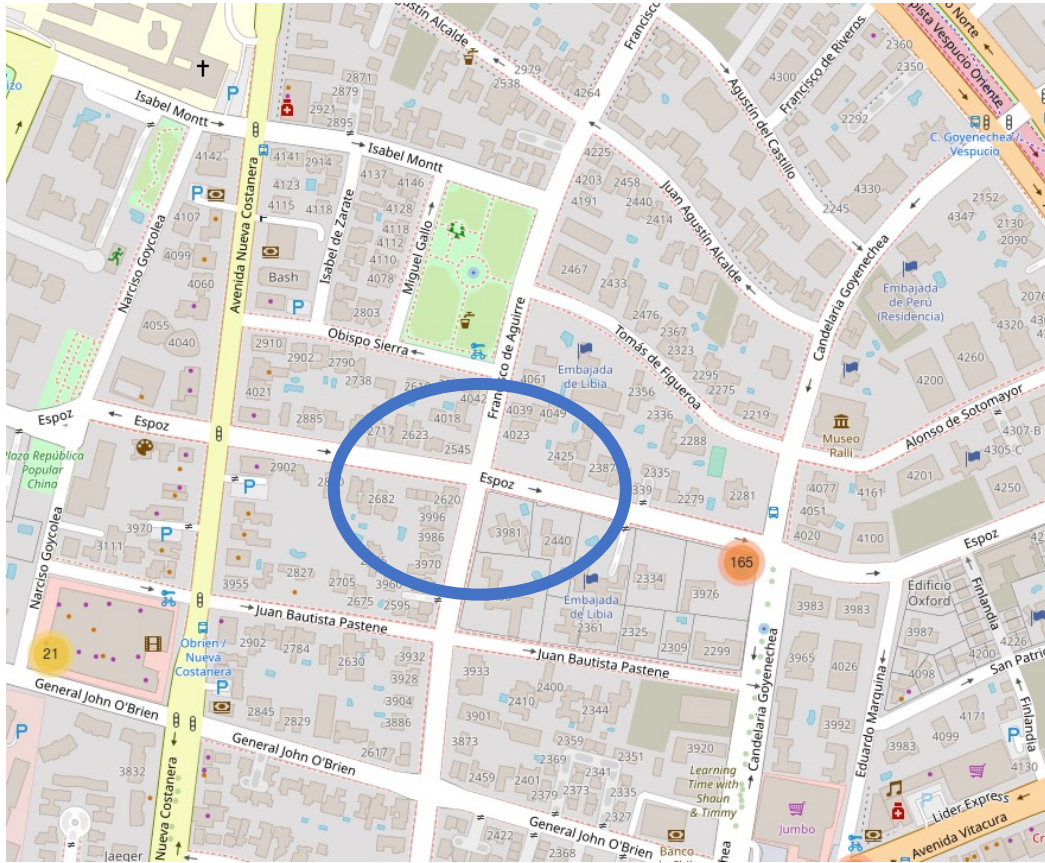 Agustín Alcalde
Francisco
2979
2538
4264
Francisco de Riveros
4300
2292
2360
2350
pista Vespucio Oriente
o Norte
C. Goyenechea /
Vespucio
Isabel Montt
2871
2879
2921
2895
Isabel Montt
Agustín del Castillo
4142
4141
2914
4137
4146
4123
4115
4118
4128
4118
4112
4110
4078
2803
4107
4099
4060
Bash
Narciso Goycolea
Avenida Nueva Costanera
Isabel de Zarate
Miguel Gallo
4225
4203
4191
2458
2440
2414
Juan Agustín Alcalde
4330
2245
2152
4347
2130
2090
2467
2433
2476
2367
2323
2295
2275
2219
Candelaria Goyenechea
Embajada
de Perú
(Residencia)
2076
4320
4260
4200
4055
4040
2910
2902
2790
2738
4021
2885
Obispo Sierra
Francisco de Aguirre
4042
4018
2717
2623
2545
4061
4039
4049
4023
2425
2387
Embajada
de Libia
Tomás de Figueroa
2356
2336
2288
2335
2279
2281
Museo
Ralli
Alonso de Sotomayor
4307-B
4305-C
4201
4250
4077
4161
4051
4020
4100
Espoz
Espoz
Plaza República
Popular
China
2902
2682
2620
3996
3986
3970
Espoz
3981
2440
165
Espoz
3970
3111
3955
2827
2705
2675
2595
Embajada
de Libia
2361
2325
2309
2299
2334
3976
3983
3983
3965
4026
Edificio
Oxford
3987
4098
4200
4226
Finlandia
San Patric
Narciso Goycolea
Juan Bautista Pastene
Juan Bautista Pastene
21
Obrien /
Nueva
Costanera
2902
2784
2630
3932
3928
3904
3886
3933
2400
2344
3901
3873
2359
2369
2351
2341
2459
2401
2379
2373
2335
2327
Candelaria Goyenechea
3920
Learning
Time with
Shaun
& Timmy
3992
Eduardo Marquina
4171
4099
3983
4130
Finlandia
General John O'Brien
2845
2829
2617
General John O'Brien
3832
Nueva Costanera
Jaeger
2422
2368
General John O'Brien
Banco
Jumbo
Lider Express
Avenida Vitacura